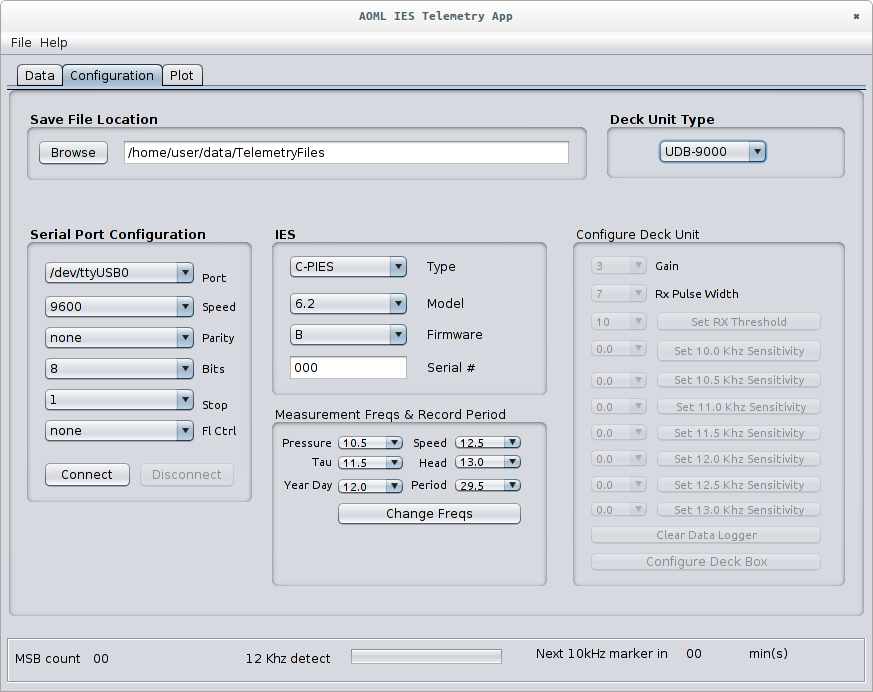 AOML IES Telemetry App
File Help
Data Configuration Plot
Save File Location
Browse /home/user/data/TelemetryFiles
Deck Unit Type
UDB-9000
Serial Port Configuration
/dev/ttyUSB0 Port
9600 Speed
none Parity
8 Bits
1 Stop
none Fl Ctrl
Connect Disconnect
IES
C-PIES Type
6.2 Model
B Firmware
000 Serial #
Measurement Freqs & Record Period
Pressure 10.5 Speed 12.5
Tau 11.5 Head 13.0
Year Day 12.0 Period 29.5
Change Freqs
Configure Deck Unit
3 Gain
7 Rx Pulse Width
10 Set RX Threshold
0.0 Set 10.0 Khz Sensitivity
0.0 Set 10.5 Khz Sensitivity
0.0 Set 11.0 Khz Sensitivity
0.0 Set 11.5 Khz Sensitivity
0.0 Set 12.0 Khz Sensitivity
0.0 Set 12.5 Khz Sensitivity
0.0 Set 13.0 Khz Sensitivity
Clear Data Logger
Configure Deck Box
MSB count 00 12 Khz detect Next 10kHz marker in 00 min(s)